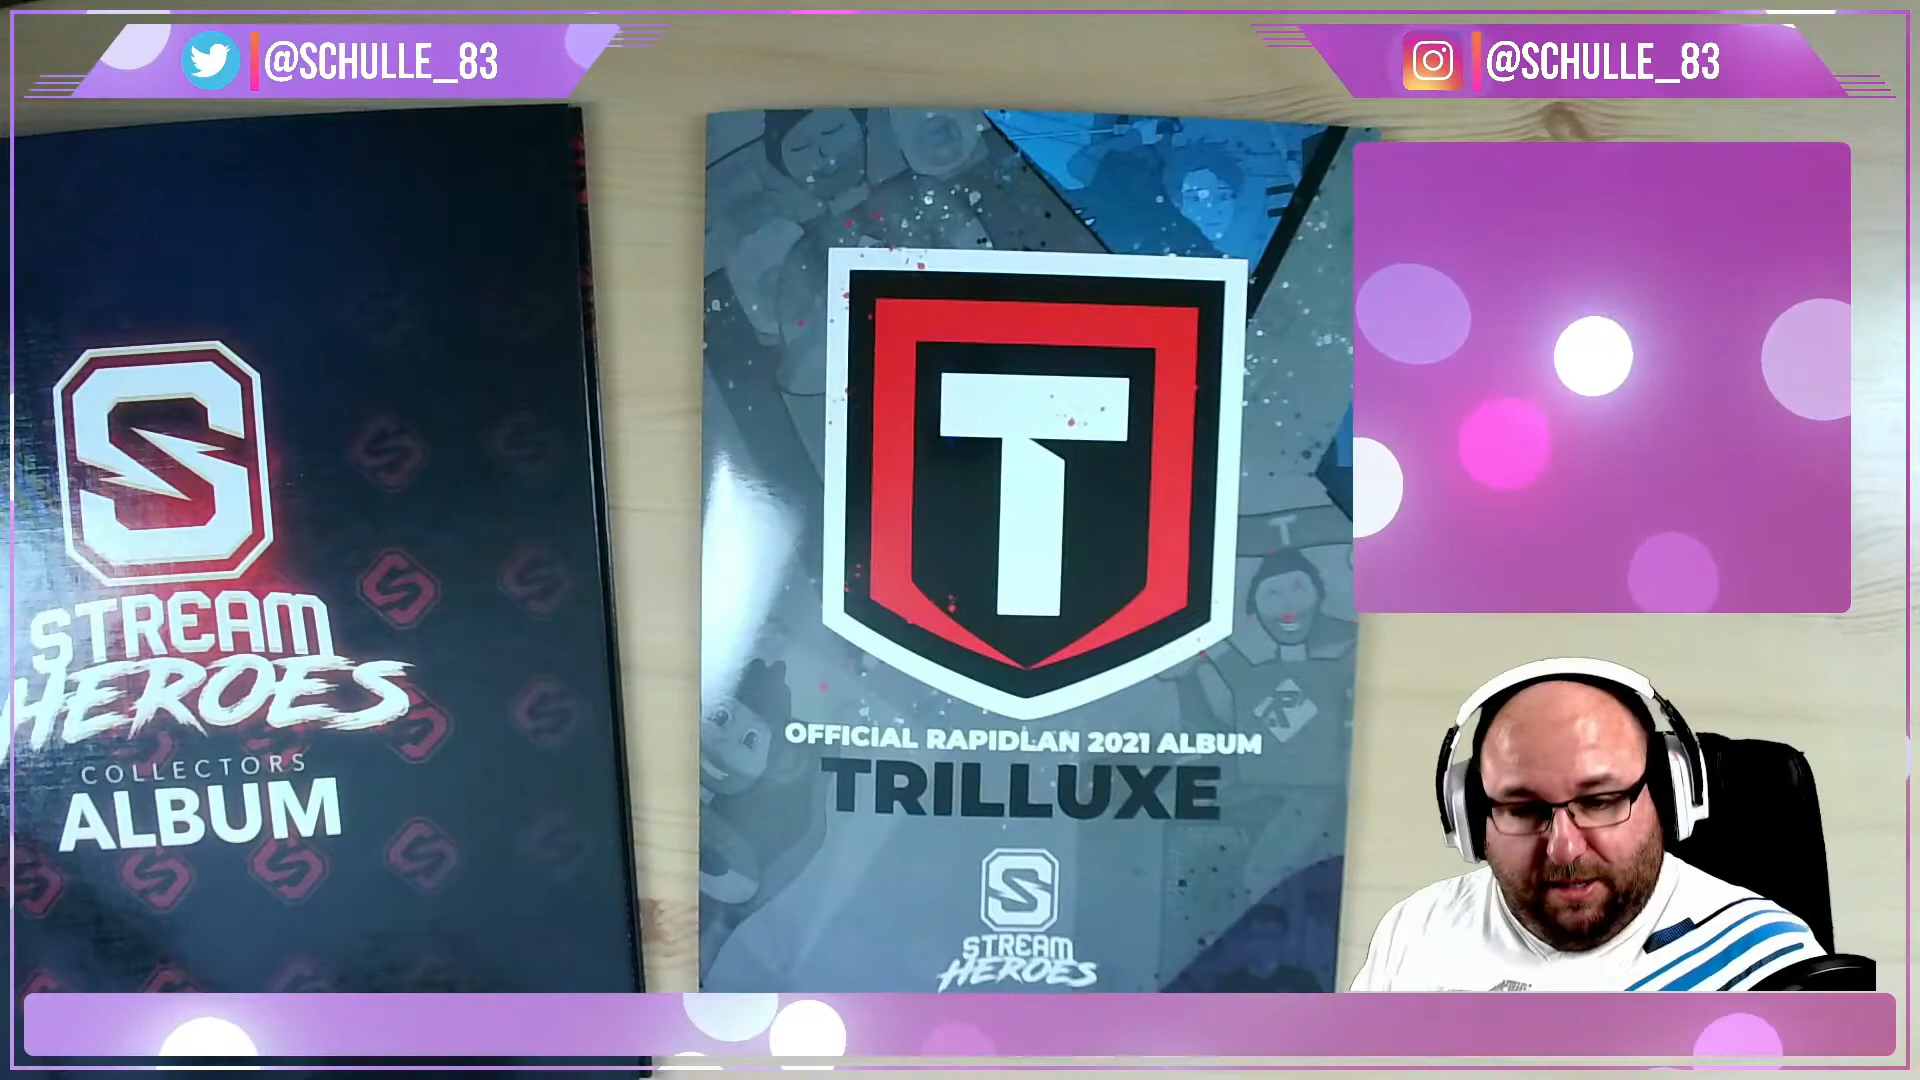 @SCHULLE_83
@SCHULLE_83
S
STREAM
HEROES
COLLECTORS
ALBUM
T
OFFICIAL RAPIDLAN 2021 ALBUM
TRILLUXE
S
STREAM
HEROES